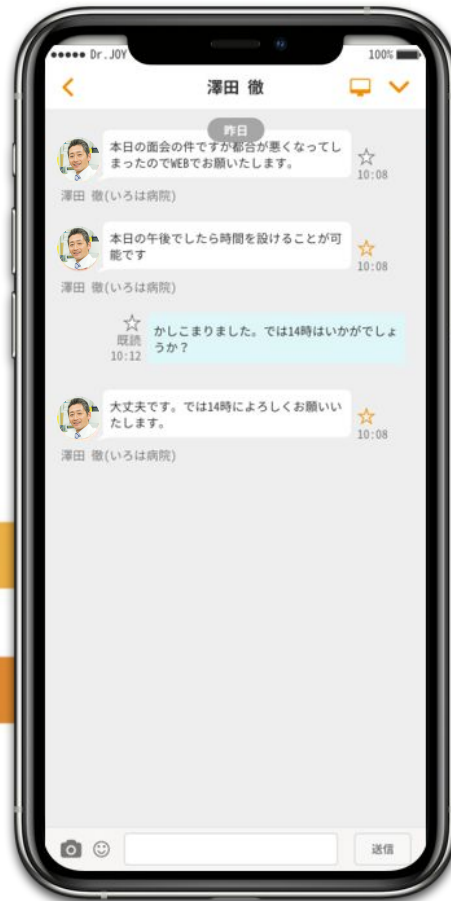 ●●●●● Dr.JOY
100%
澤田 徹
昨日
本日の面会の件ですが都合が悪くなってし
まったのでWEBでお願いたします。
10:08
澤田 徹(いろは病院)
本日の午後でしたら時間を設けることが可
能です
10:08
澤田 徹(いろは病院)
既読
10:12
かしこまりました。では14時はいかがでしょ
うか？
大丈夫です。では14時によろしくお願いい
たします。
10:08
澤田 徹(いろは病院)
送信